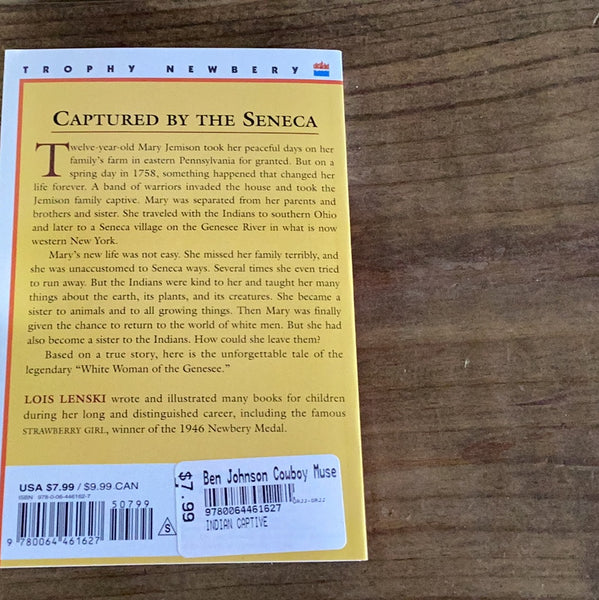 TROPHY NEWBERY
CAPTURED BY THE SENECA
Twelve-year-old Mary Jemison took her peaceful days on her
family's farm in eastern Pennsylvania for granted. But on a
spring day in 1758, something happened that changed her
life forever. A band of warriors invaded the house and took the
Jemison family captive. Mary was separated from her parents and
brothers and sister. She traveled with the Indians to southern Ohio
and later to a Seneca village on the Genesee River in what is now
western New York.
Mary's new life was not easy. She missed her family terribly, and
she was unaccustomed to Seneca ways. Several times she even tried
to run away. But the Indians were kind to her and taught her many
things about the earth, its plants, and its creatures. She became a
sister to animals and to all growing things. Then Mary was finally
given the chance to return to the world of white men. But she had
also become a sister to the Indians. How could she leave them?
Based on a true story, here is the unforgettable tale of the
legendary "White Woman of the Genesee."
LOIS LENSKI wrote and illustrated many books for children
during her long and distinguished career, including the famous
STRAWBERRY GIRL, winner of the 1946 Newbery Medal.
USA $7.99 / $9.99 CAN
ISBN 978-0-06-446162-7
50799
9 780064 461627
S
$7.99
Ben Johnson Cowboy Muse
9780064461627
INDIAN CAPTIVE